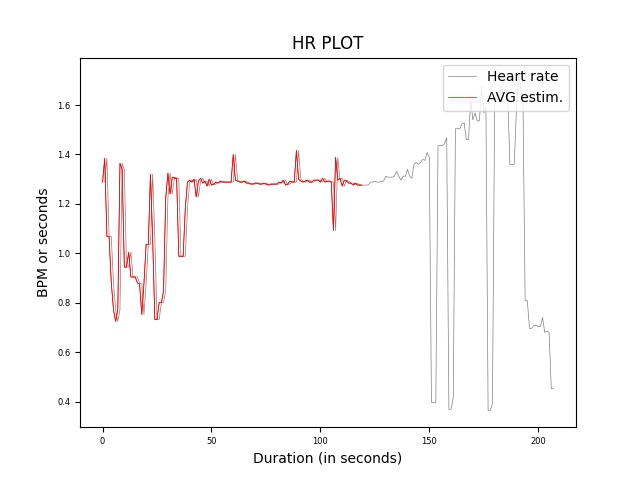 HR PLOT
Heart rate
AVG estim.
BPM or seconds
1.6
1.4
1.2
1.0
0.8
0.6
0.4
0
50
100
150
200
Duration (in seconds)